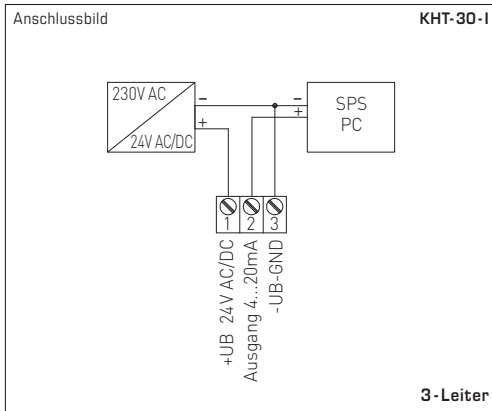 Anschlussbild
KHT-30-I
230V AC
24V AC/DC
–
+
–
+
SPS
PC
1
2
3
+UB 24V AC/DC
Ausgang 4...20mA
-UB-GND
3-Leiter